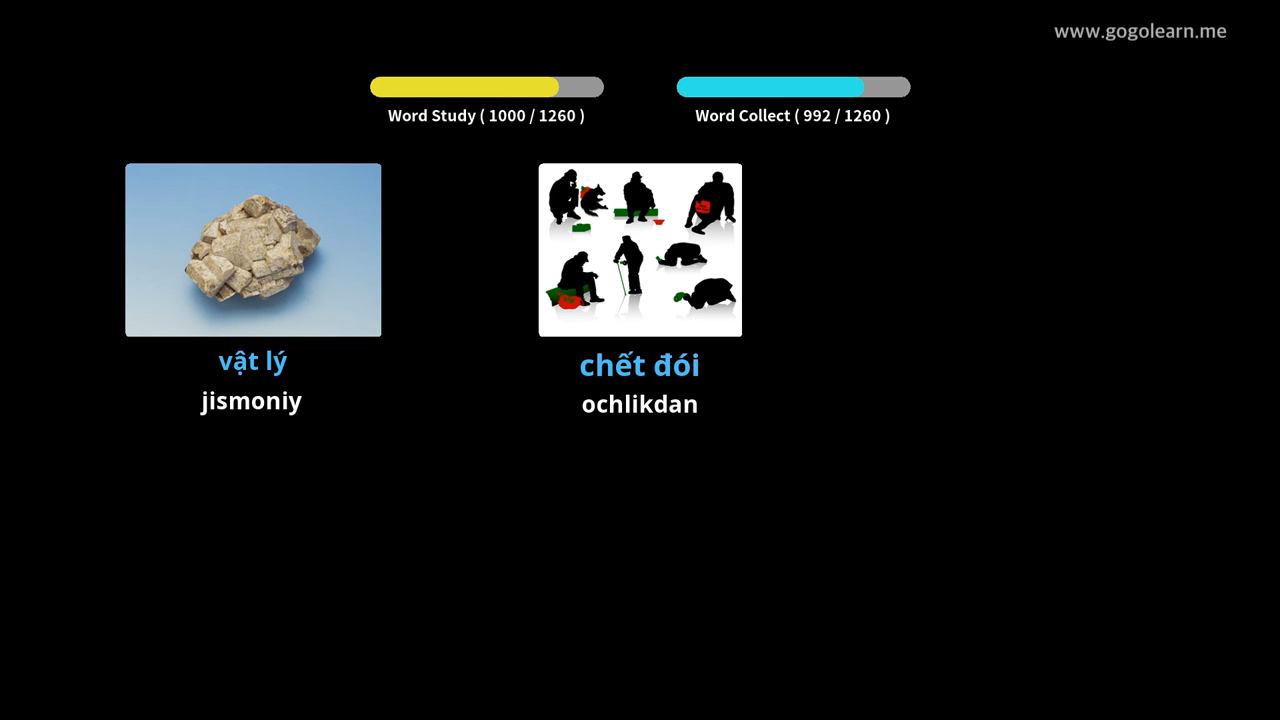 www.gogolearn.me
Word Study ( 1000 / 1260 )
Word Collect ( 992 / 1260 )
vật lý
jismoniy
chết đói
ochlikdan